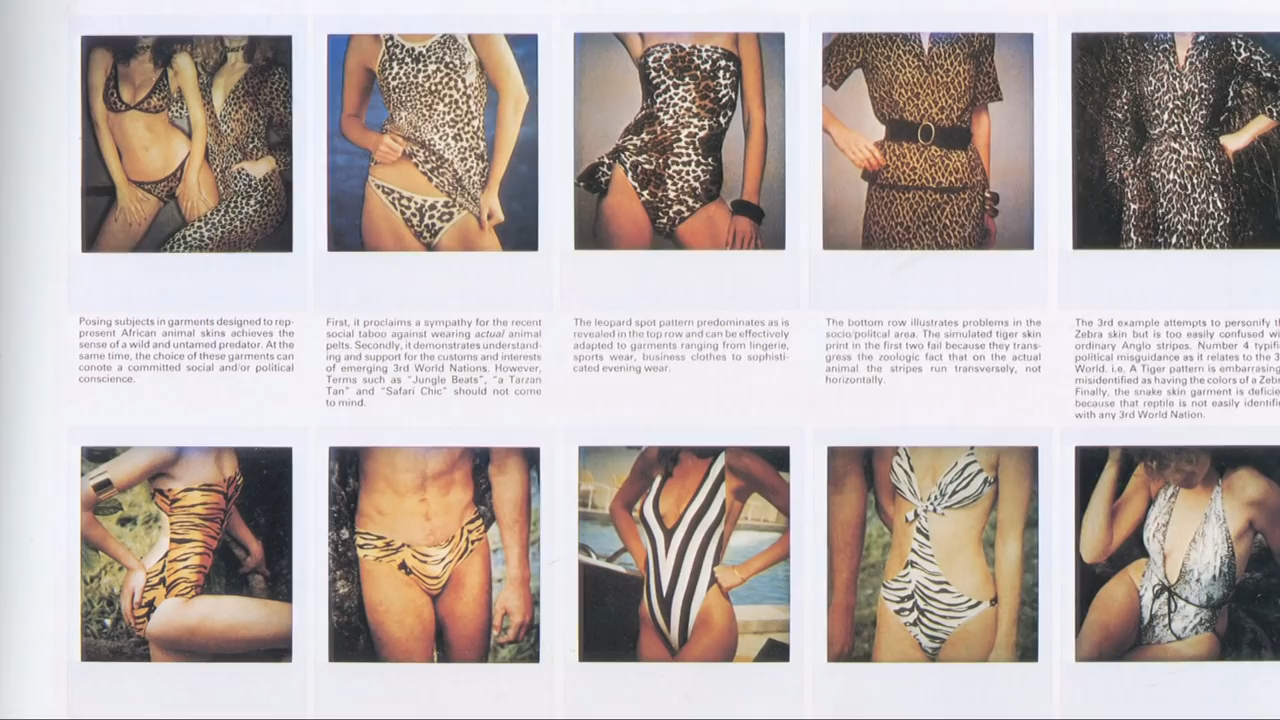 Posing subjects in garments designed to rep-
present African animal skins achieves the
sense of a wild and untamed predator. At the
same time, the choice of these garments can
conote a committed social and/or political
conscience.
First, it proclaims a sympathy for the recent
social taboo against wearing actual animal
pelts. Secondly, it demonstrates understand-
ing and support for the customs and interests
of emerging 3rd World Nations. However,
Terms such as “Jungle Beats”, “a Tarzan
Tan” and “Safari Chic” should not come
to mind.
The leopard spot pattern predominates as is
revealed in the top row and can be effectively
adapted to garments ranging from lingerie,
sports wear, business clothes to sophisti-
cated evening wear.
The bottom row illustrates problems in the
socio/politcal area. The simulated tiger skin
print in the first two fail because they trans-
gress the zoologic fact that on the actual
animal the stripes run transversely, not
horizontally.
The 3rd example attempts to personify th
Zebra skin but is too easily confused wi
ordinary Anglo stripes. Number 4 typifi
political misguidance as it relates to the 3
World. i.e. A Tiger pattern is embarrasing
misidentified as having the colors of a Zebr
Finally, the snake skin garment is deficie
because that reptile is not easily identifi
with any 3rd World Nation.